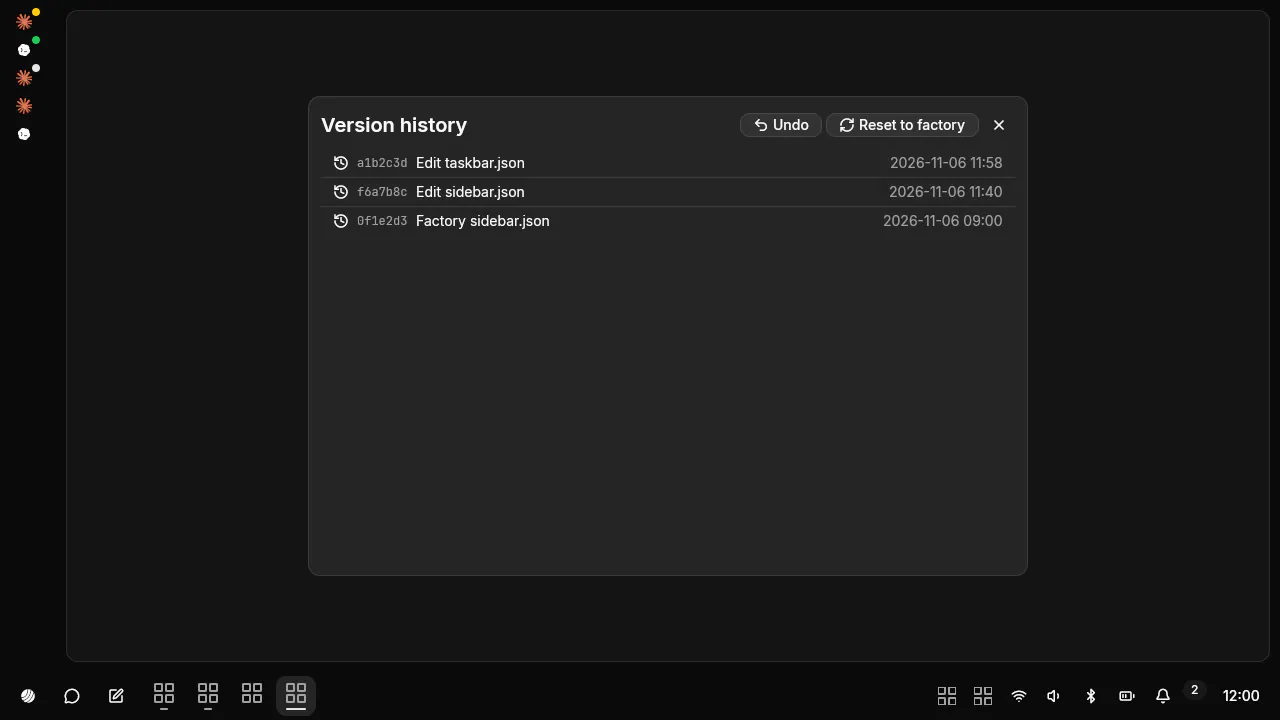 Version history
Undo
Reset to factory
a1b2c3d Edit taskbar.json 2026-11-06 11:58
f6a7b8c Edit sidebar.json 2026-11-06 11:40
0f1e2d3 Factory sidebar.json 2026-11-06 09:00
2
12:00